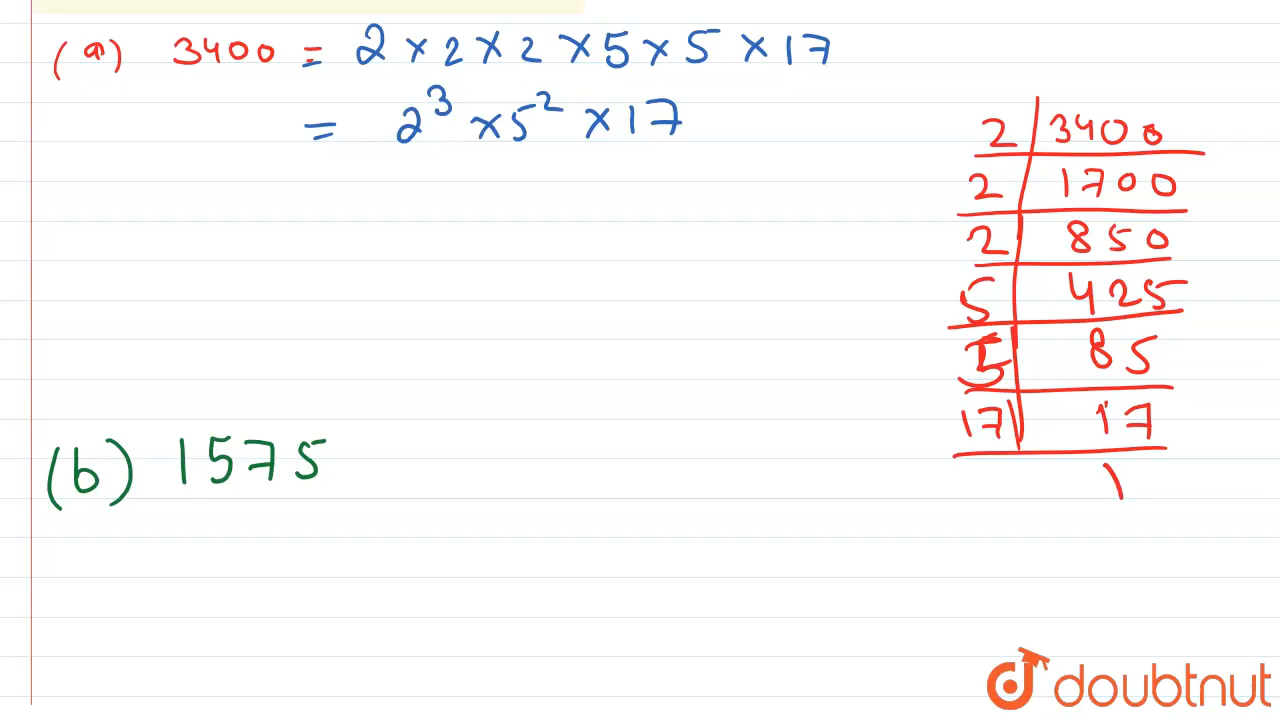 (a) 3400 = 2 × 2 × 2 × 5 × 5 × 17
= 2³ × 5² × 17
2 | 3400
2 | 1700
2 | 850
5 | 425
5 | 85
17 | 17
1
(b) 1575
doubtnut